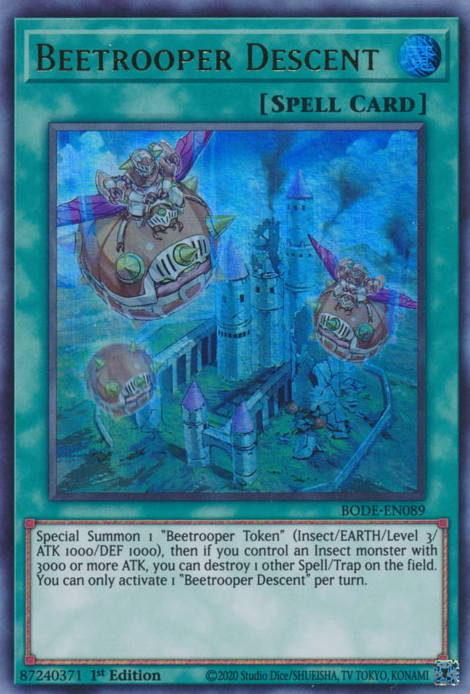 Beetrooper Descent
[Spell Card]
BODE-EN089
Special Summon 1 "Beetrooper Token" (Insect/EARTH/Level 3/
ATK 1000/DEF 1000), then if you control an Insect monster with
3000 or more ATK, you can destroy 1 other Spell/Trap on the field.
You can only activate 1 "Beetrooper Descent" per turn.
87240371 1st Edition ©2020 Studio Dice/SHUEISHA, TV TOKYO, KONAMI